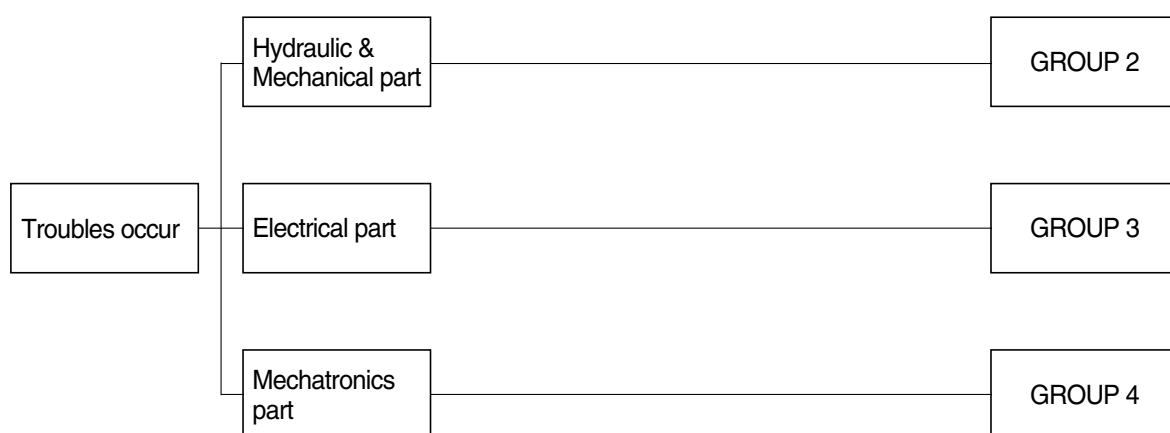 Hydraulic &
Mechanical part
GROUP 2
Troubles occur
Electrical part
GROUP 3
Mechatronics
part
GROUP 4